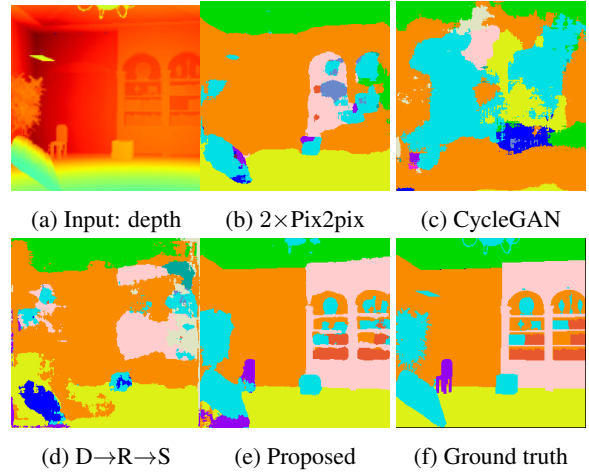 (a) Input: depth
(b) 2×Pix2pix
(c) CycleGAN
(d) D→R→S
(e) Proposed
(f) Ground truth